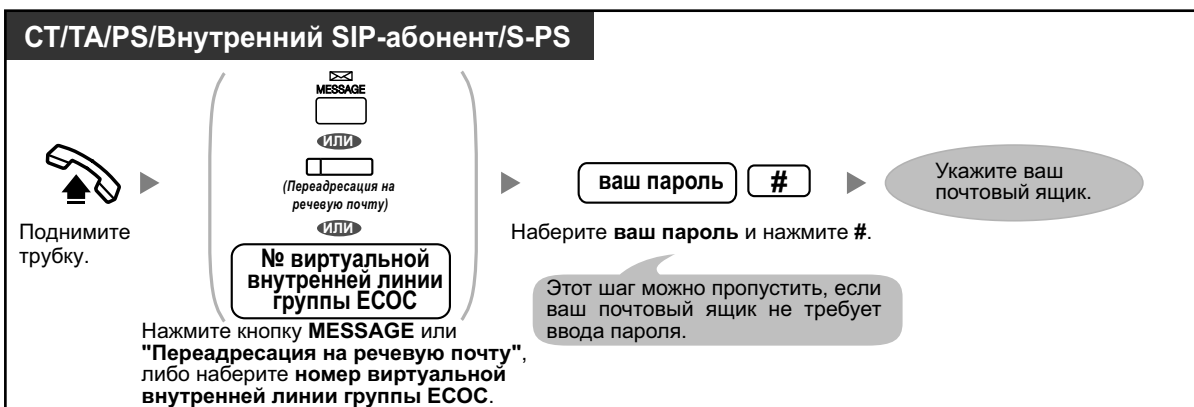 СТ/ТА/PS/Внутренний SIP-абонент/S-PS
MESSAGE
ИЛИ
(Переадресация на
речевую почту)
ИЛИ
№ виртуальной
внутренней линии
группы ЕСОС
Поднимите
трубку.
Нажмите кнопку MESSAGE или
"Переадресация на речевую почту",
либо наберите номер виртуальной
внутренней линии группы ЕСОС.
ваш пароль #
Наберите ваш пароль и нажмите #.
Этот шаг можно пропустить, если
ваш почтовый ящик не требует
ввода пароля.
Укажите ваш
почтовый ящик.